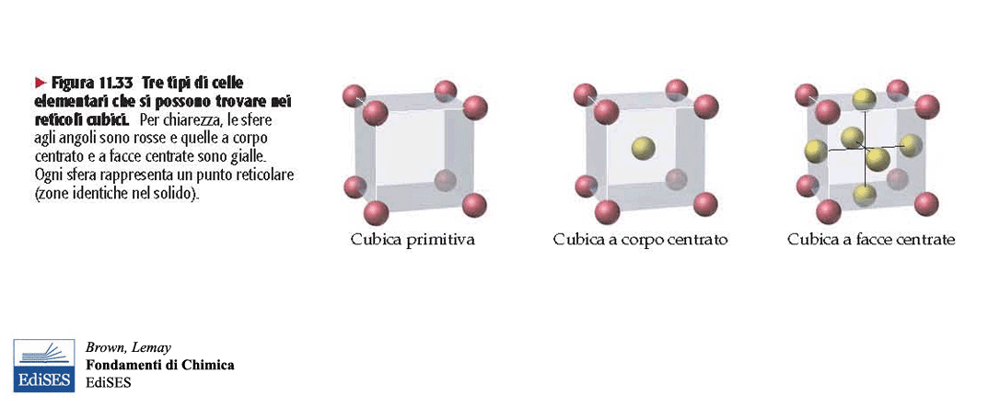 ► Figura 11.33 Tre tipi di celle
elementari che si possono trovare nei
reticoli cubici. Per chiarezza, le sfere
agli angoli sono rosse e quelle a corpo
centrato e a facce centrate sono gialle.
Ogni sfera rappresenta un punto reticolare
(zone identiche nel solido).
Cubica primitiva
Cubica a corpo centrato
Cubica a facce centrate
EdiSES
Brown, Lemay
Fondamenti di Chimica
EdiSES